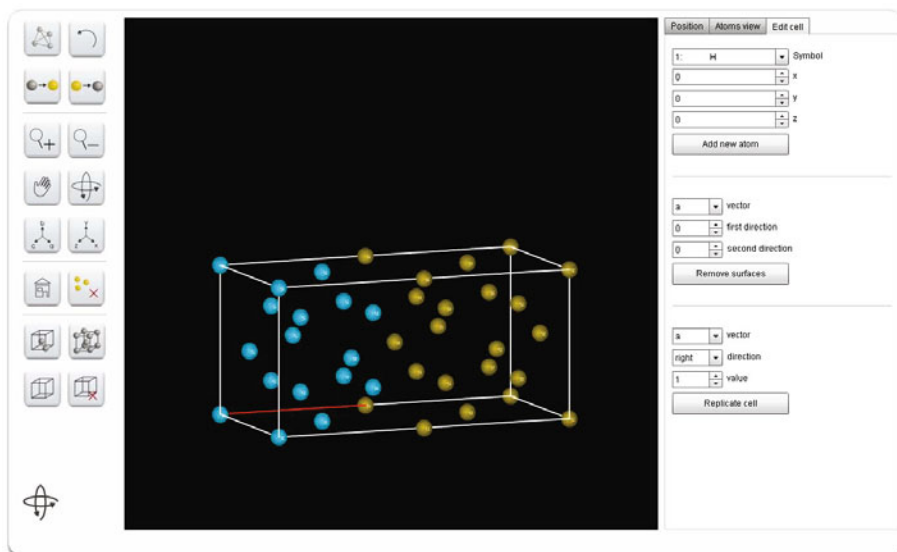 Position Atoms view Edit cell
1: H Symbol
0 x
0 y
0 z
Add new atom
a vector
0 first direction
0 second direction
Remove surfaces
a vector
right direction
1 value
Replicate cell